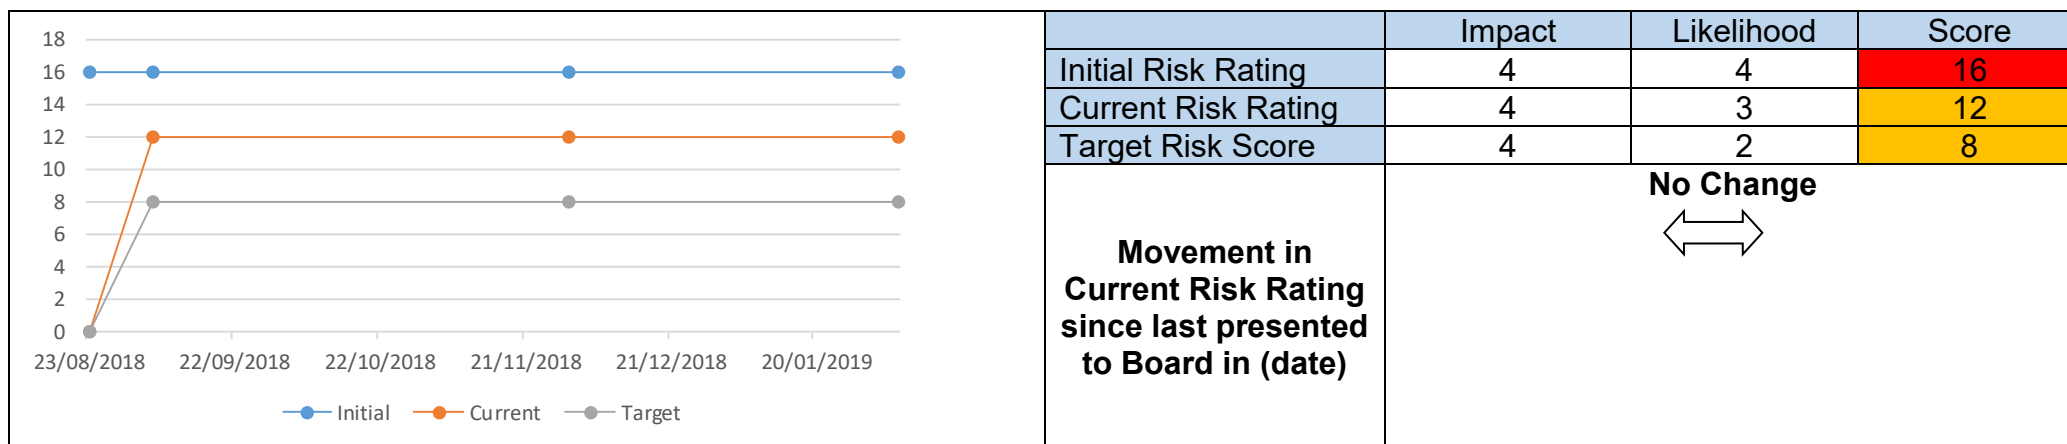 18
16
14
12
10
8
6
4
2
0
23/08/2018 22/09/2018 22/10/2018 21/11/2018 21/12/2018 20/01/2019
Initial Current Target
Impact Likelihood Score
Initial Risk Rating 4 4 16
Current Risk Rating 4 3 12
Target Risk Score 4 2 8
Movement in
Current Risk Rating
since last presented
to Board in (date)
No Change